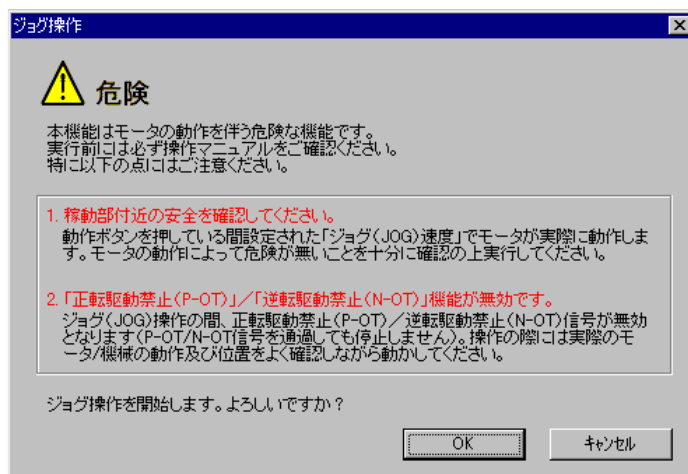 ジョグ操作
危険
本機能はモータの動作を伴う危険な機能です。
実行前には必ず操作マニュアルをご確認ください。
特に以下の点にはご注意ください。
1. 稼動部付近の安全を確認してください。
動作ボタンを押している間設定された「ジョグ(JOG)速度」でモータが実際に動作しま
す。モータの動作によって危険が無いことを十分に確認の上実行してください。
2. 「正転駆動禁止(P-OT)」/「逆転駆動禁止(N-OT)」機能が無効です。
ジョグ(JOG)操作の間、正転駆動禁止(P-OT)/逆転駆動禁止(N-OT)信号が無効
となります(P-OT/N-OT信号を通過しても停止しません)。操作の際には実際のモ
ータ/機械の動作及び位置をよく確認しながら動かしてください。
ジョグ操作を開始します。よろしいですか?
OK
キャンセル